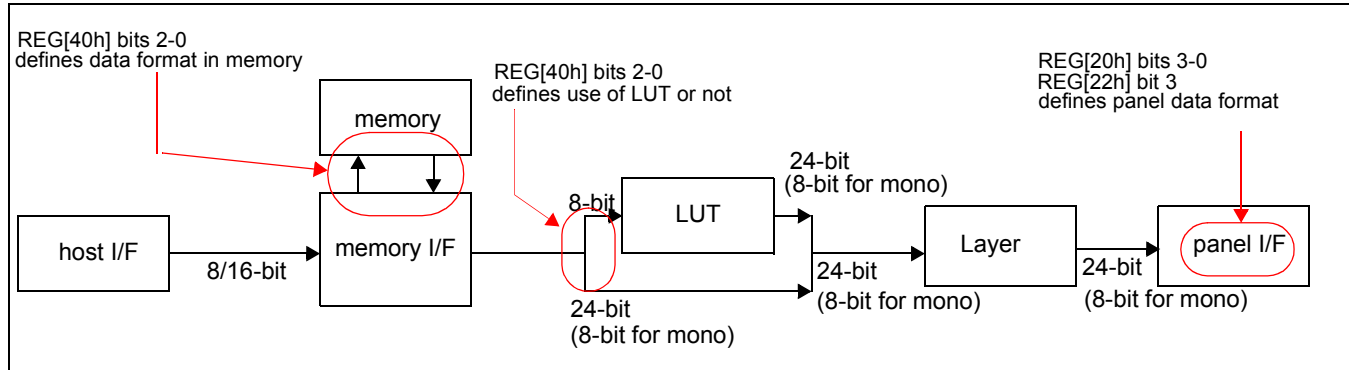 REG[40h] bits 2-0
defines data format in memory
REG[40h] bits 2-0
defines use of LUT or not
REG[20h] bits 3-0
REG[22h] bit 3
defines panel data format
memory
24-bit
(8-bit for mono)
8-bit
LUT
host I/F
8/16-bit
memory I/F
24-bit
(8-bit for mono)
24-bit
(8-bit for mono)
Layer
24-bit
(8-bit for mono)
panel I/F